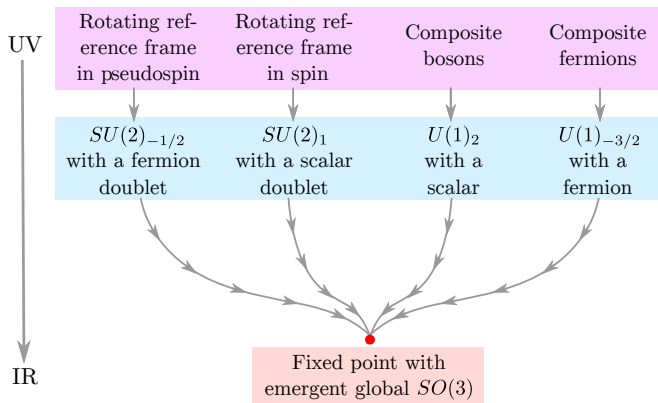 UV
Rotating ref-
erence frame
in pseudospin
Rotating ref-
erence frame
in spin
Composite
bosons
Composite
fermions
SU(2)₋₁/₂
with a fermion
doublet
SU(2)₁
with a scalar
doublet
U(1)₂
with a
scalar
U(1)₋₃/₂
with a
fermion
IR
Fixed point with
emergent global SO(3)